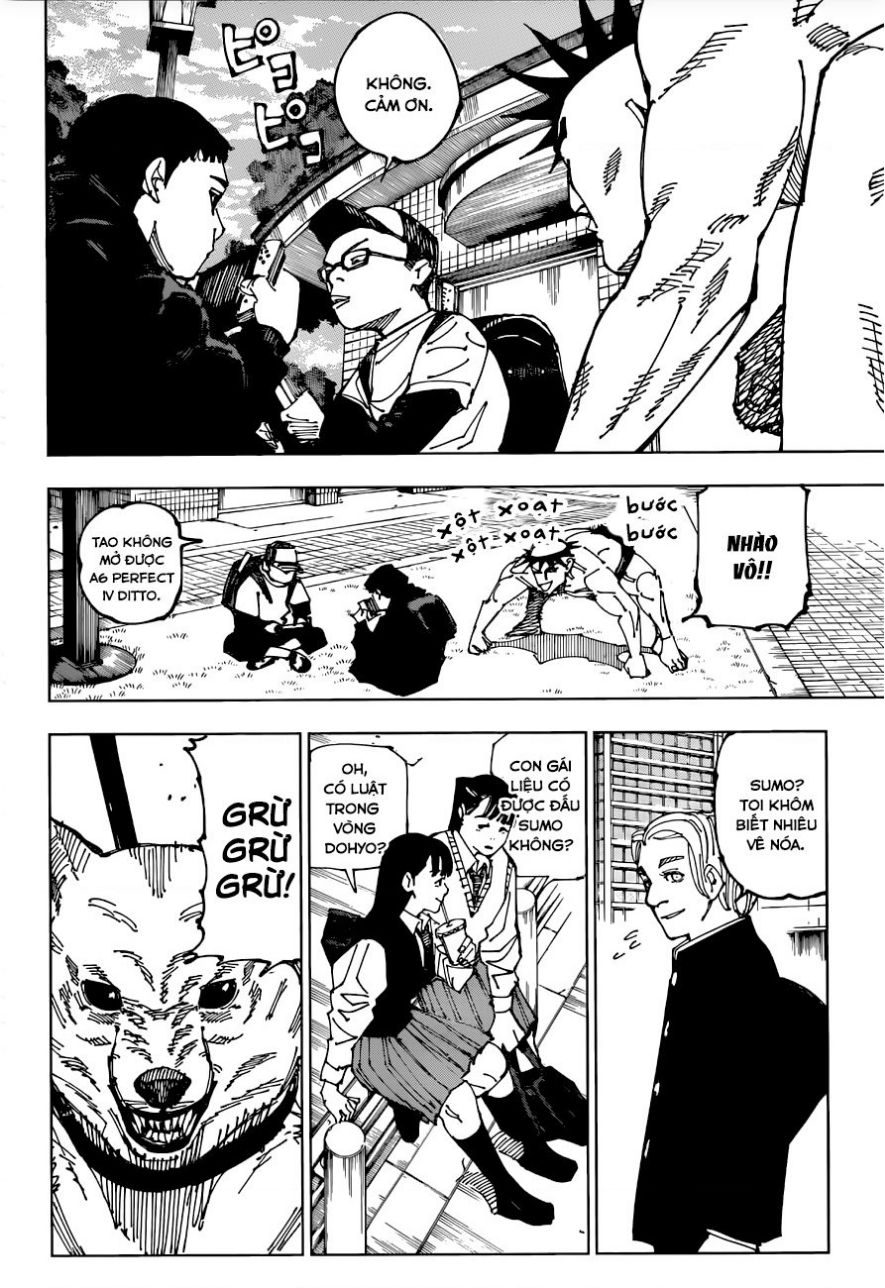 ピコ
ピコ
KHÔNG.
CẢM ƠN.
NHÀO
VÔ!!
bước
bước
xột xoạt
xột xoạt
TAO KHÔNG
MỞ ĐƯỢC
A6 PERFECT
IV DITTO.
SUMO?
TOI KHÔM
BIẾT NHIÊU
VÊ NÓA.
CON GÁI
LIỆU CÓ
ĐƯỢC ĐẤU
SUMO
KHÔNG?
OH,
CÓ LUẬT
TRONG
VÕNG
DOHYO?
GRỪ
GRỪ
GRỪ!